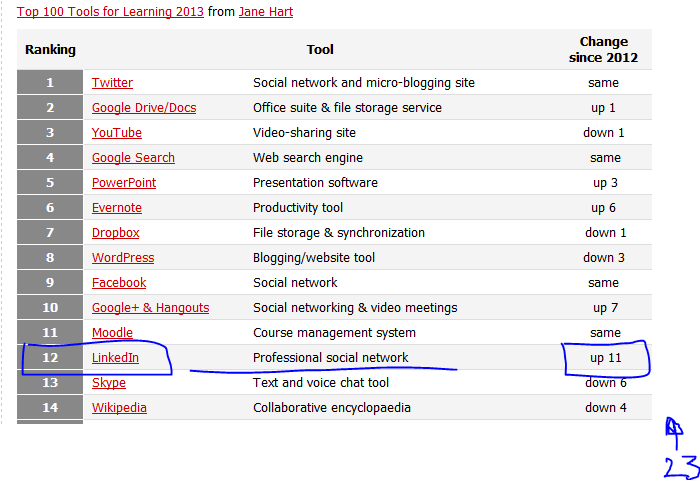 Top 100 Tools for Learning 2013 from Jane Hart
Ranking Tool Change since 2012
1 Twitter Social network and micro-blogging site same
2 Google Drive/Docs Office suite & file storage service up 1
3 YouTube Video-sharing site down 1
4 Google Search Web search engine same
5 PowerPoint Presentation software up 3
6 Evernote Productivity tool up 6
7 Dropbox File storage & synchronization down 1
8 WordPress Blogging/website tool down 3
9 Facebook Social network same
10 Google+ & Hangouts Social networking & video meetings up 7
11 Moodle Course management system same
12 LinkedIn Professional social network up 11
13 Skype Text and voice chat tool down 6
14 Wikipedia Collaborative encyclopaedia down 4
23